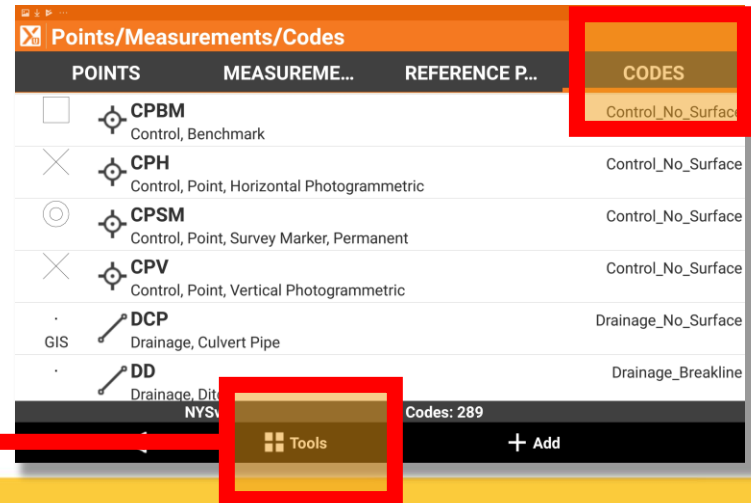 Points/Measurements/Codes
POINTS MEASUREME... REFERENCE P... CODES
CPBM Control_No_Surface
Control, Benchmark
CPH Control_No_Surface
Control, Point, Horizontal Photogrammetric
CPSM Control_No_Surface
Control, Point, Survey Marker, Permanent
CPV Control_No_Surface
Control, Point, Vertical Photogrammetric
DCP Drainage_No_Surface
GIS Drainage, Culvert Pipe
DD Drainage_Breakline
Drainage,
Codes: 289
Tools + Add